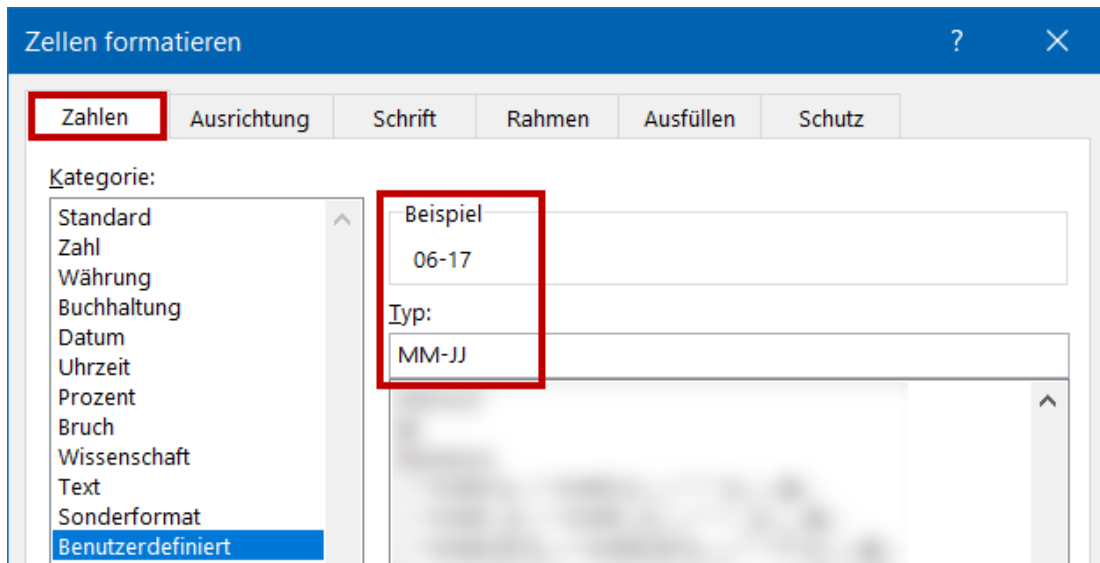 Zellen formatieren ?
Zahlen Ausrichtung Schrift Rahmen Ausfüllen Schutz
Kategorie:
Standard
Zahl
Währung
Buchhaltung
Datum
Uhrzeit
Prozent
Bruch
Wissenschaft
Text
Sonderformat
Benutzerdefiniert
Beispiel
06-17
Typ:
MM-JJ